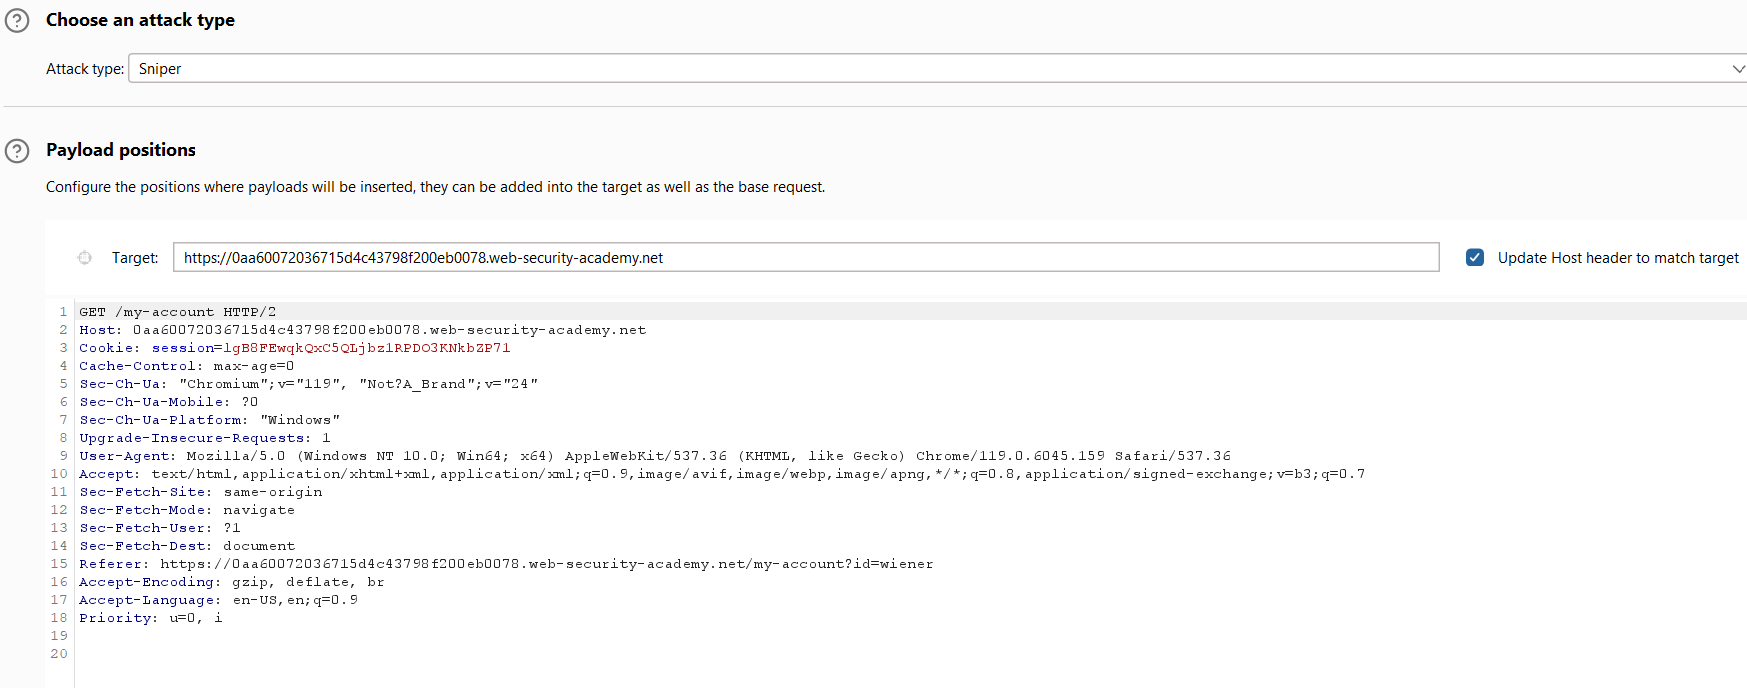 Choose an attack type
Attack type: Sniper
Payload positions
Configure the positions where payloads will be inserted, they can be added into the target as well as the base request.
Target: https://0aa60072036715d4c43798f200eb0078.web-security-academy.net Update Host header to match target
1 GET /my-account HTTP/2
2 Host: 0aa60072036715d4c43798f200eb0078.web-security-academy.net
3 Cookie: session=lgB8FEwqkQxC5QLjbz1RPDO3KNkbZP71
4 Cache-Control: max-age=0
5 Sec-Ch-Ua: "Chromium";v="119", "Not?A_Brand";v="24"
6 Sec-Ch-Ua-Mobile: ?0
7 Sec-Ch-Ua-Platform: "Windows"
8 Upgrade-Insecure-Requests: 1
9 User-Agent: Mozilla/5.0 (Windows NT 10.0; Win64; x64) AppleWebKit/537.36 (KHTML, like Gecko) Chrome/119.0.6045.159 Safari/537.36
10 Accept: text/html,application/xhtml+xml,application/xml;q=0.9,image/avif,image/webp,image/apng,*/*;q=0.8,application/signed-exchange;v=b3;q=0.7
11 Sec-Fetch-Site: same-origin
12 Sec-Fetch-Mode: navigate
13 Sec-Fetch-User: ?1
14 Sec-Fetch-Dest: document
15 Referer: https://0aa60072036715d4c43798f200eb0078.web-security-academy.net/my-account?id=wiener
16 Accept-Encoding: gzip, deflate, br
17 Accept-Language: en-US,en;q=0.9
18 Priority: u=0, i
19
20